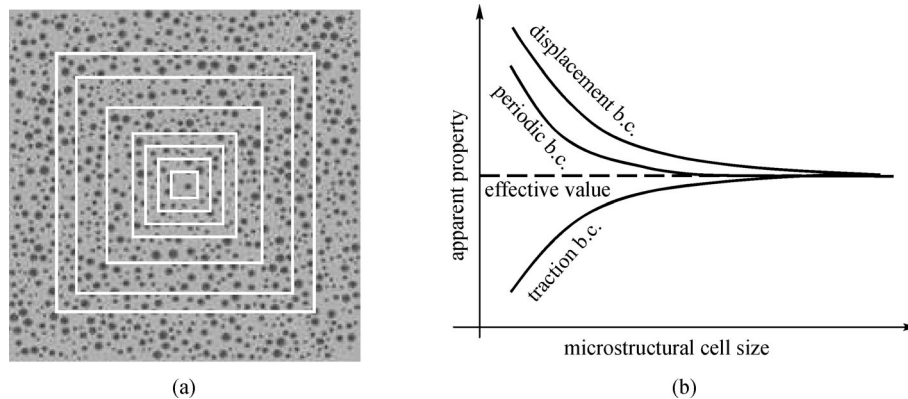 displacement b.c.
periodic b.c.
effective value
traction b.c.
apparent property
microstructural cell size
(a)
(b)